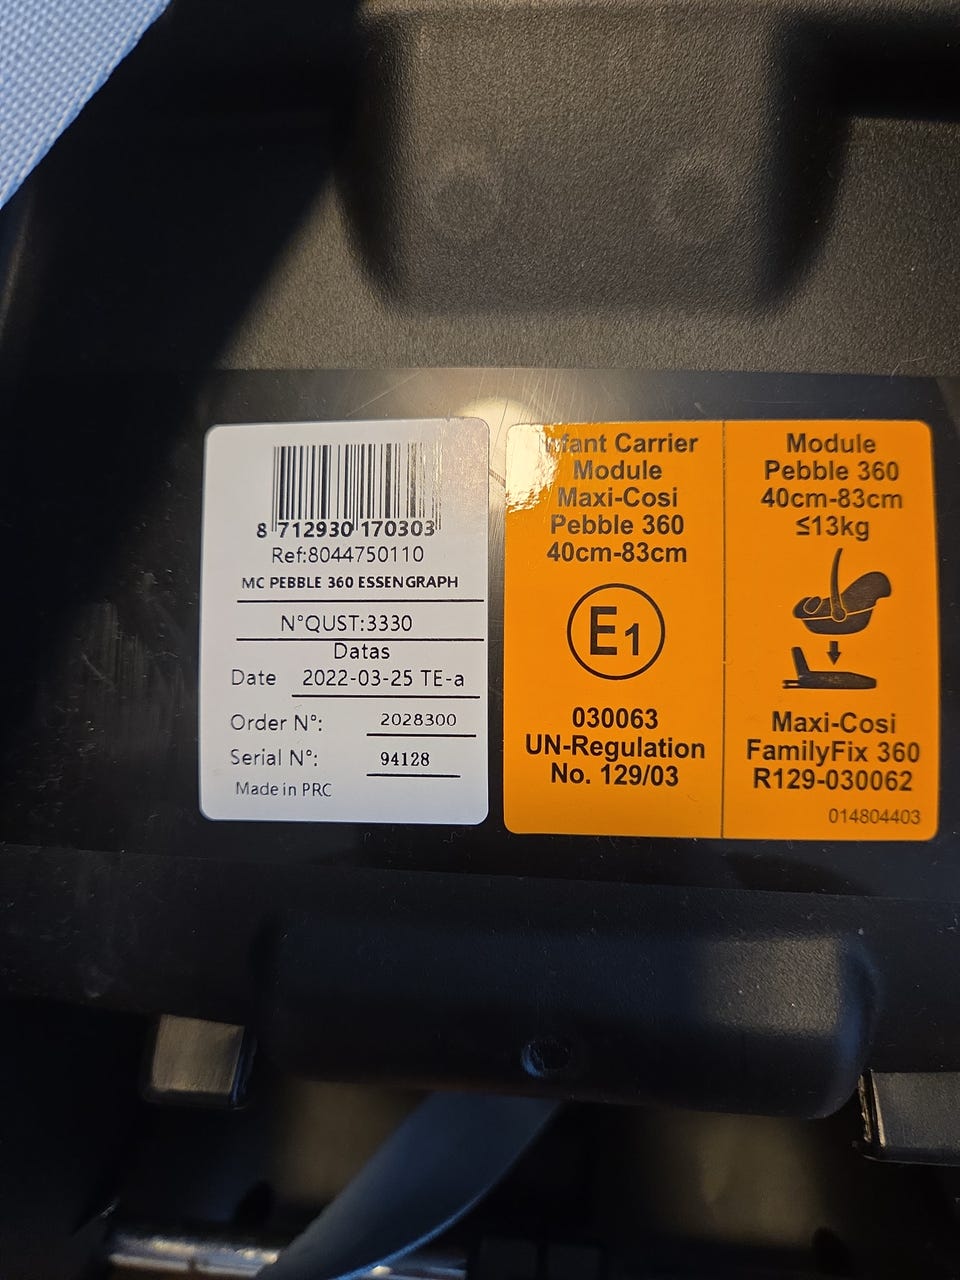 8 712930 170303
Ref:8044750110
MC PEBBLE 360 ESSENGRAPH
N°QUST:3330
Datas
Date 2022-03-25 TE-a
Order N°: 2028300
Serial N°: 94128
Made in PRC
Infant Carrier
Module
Maxi-Cosi
Pebble 360
40cm-83cm
E1
030063
UN-Regulation
No. 129/03
Module
Pebble 360
40cm-83cm
≤13kg
Maxi-Cosi
FamilyFix 360
R129-030062
014804403